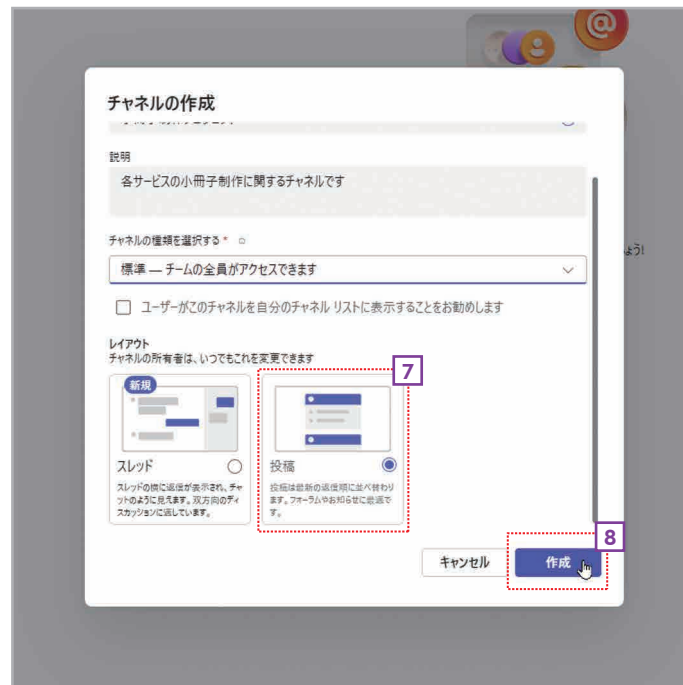 @
チャネルの作成
説明
各サービスの小冊子制作に関するチャネルです
チャネルの種類を選択する *
標準 — チームの全員がアクセスできます
ユーザーがこのチャネルを自分のチャネル リストに表示することをお勧めします
レイアウト
チャネルの所有者は、いつでもこれを変更できます
7
新規
スレッド
スレッドの横に返信が表示され、チャ
ットのように見えます。双方向のディ
スカッションに適しています。
投稿
投稿は最新の返信順に並べ替わり
ます。フォーラムやお知らせに最適で
す。
8
キャンセル
作成
ょう!